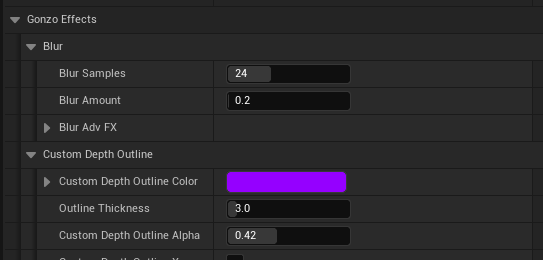 Gonzo Effects
Blur
Blur Samples 24
Blur Amount 0.2
Blur Adv FX
Custom Depth Outline
Custom Depth Outline Color
Outline Thickness 3.0
Custom Depth Outline Alpha 0.42